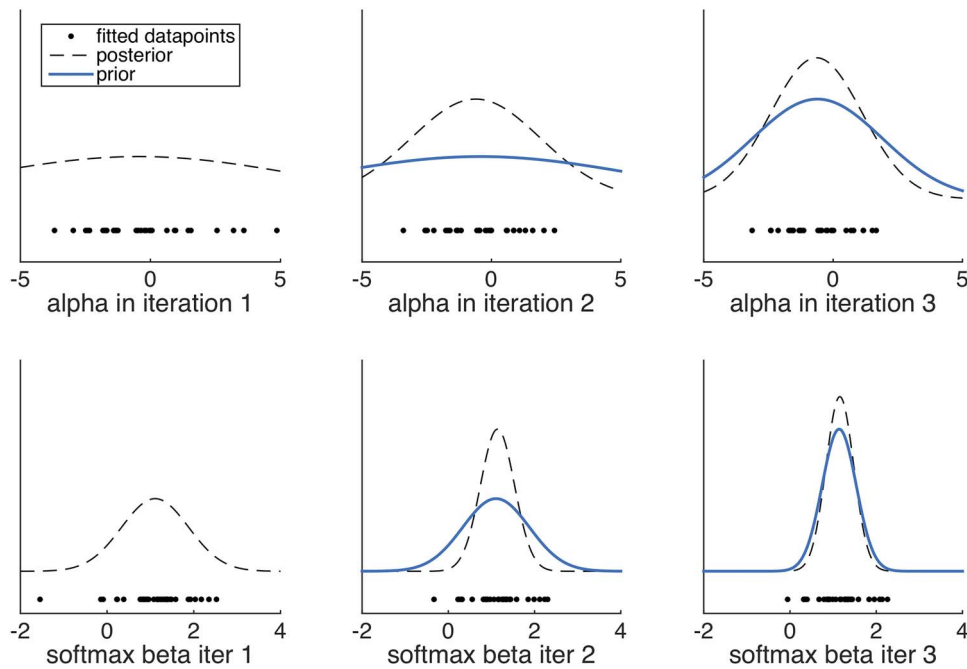 fitted datapoints
posterior
prior
-5 0 5
alpha in iteration 1
-5 0 5
alpha in iteration 2
-5 0 5
alpha in iteration 3
-2 0 2 4
softmax beta iter 1
-2 0 2 4
softmax beta iter 2
-2 0 2 4
softmax beta iter 3